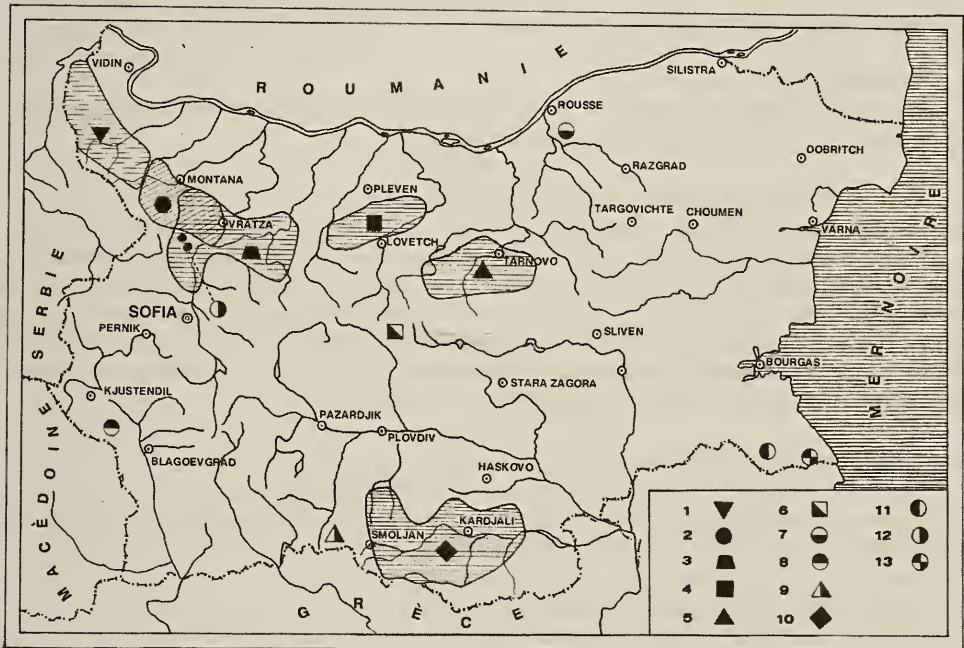 ROUMANIE
VIDIN
SILISTRA
ROUSSE
DOBRITCH
RAZGRAD
MONTANA
PLEVEN
TARGOVICHTE
CHOUMEN
VARNA
VRATZA
LOVETCH
TARNOVO
SERBIE
MER NOIRE
SOFIA
PERNIK
SLIVEN
BOURGAS
KJUSTENDIL
STARA ZAGORA
PAZARDJIK
PLOVDIV
BLAGOEVGRAD
HASKOVO
MACÉDOINE
SMOLJAN
KARDJALI
GRÈCE
1 6 11
2 7 12
3 8 13
4 9
5 10